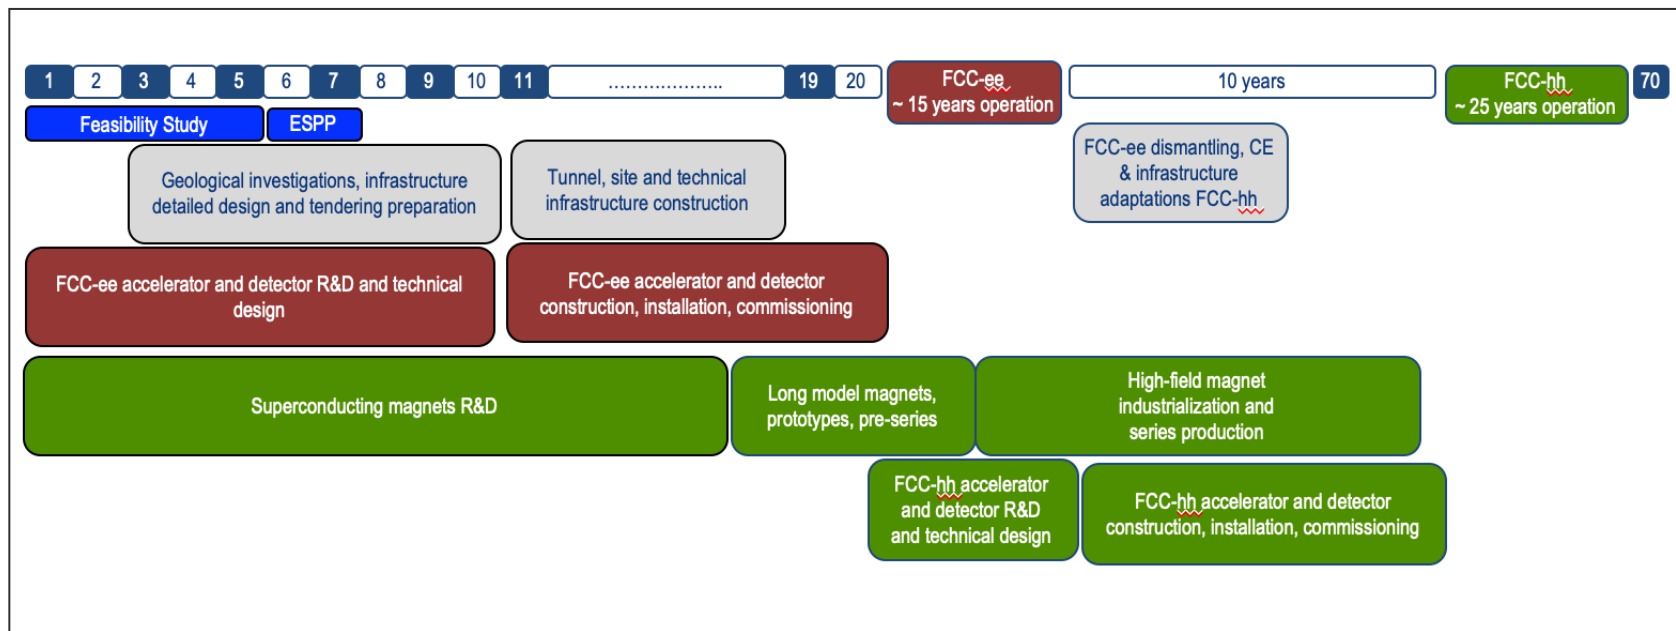 1 2 3 4 5 6 7 8 9 10 11 ………………….. 19 20
FCC-ee
~ 15 years operation
10 years
FCC-hh
~ 25 years operation
70
Feasibility Study
ESPP
Geological investigations, infrastructure
detailed design and tendering preparation
Tunnel, site and technical
infrastructure construction
FCC-ee dismantling, CE
& infrastructure
adaptations FCC-hh
FCC-ee accelerator and detector R&D and technical
design
FCC-ee accelerator and detector
construction, installation, commissioning
Superconducting magnets R&D
Long model magnets,
prototypes, pre-series
High-field magnet
industrialization and
series production
FCC-hh accelerator
and detector R&D
and technical design
FCC-hh accelerator and detector
construction, installation, commissioning